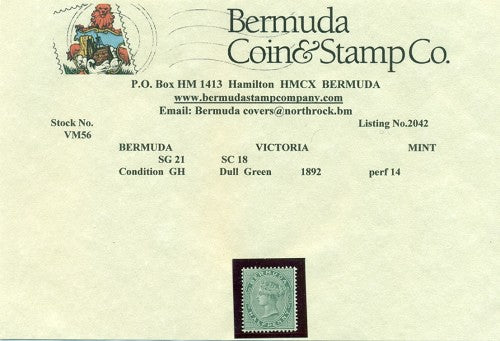 Bermuda
Coin&Stamp Co.
P.O. Box HM 1413 Hamilton HMCX BERMUDA
www.bermudastampcompany.com
Email: Bermuda covers@northrock.bm
Stock No. Listing No.2042
VM56
BERMUDA VICTORIA MINT
SG 21 SC 18
Condition GH Dull Green 1892 perf 14
BERMUDA
HALFPENNY